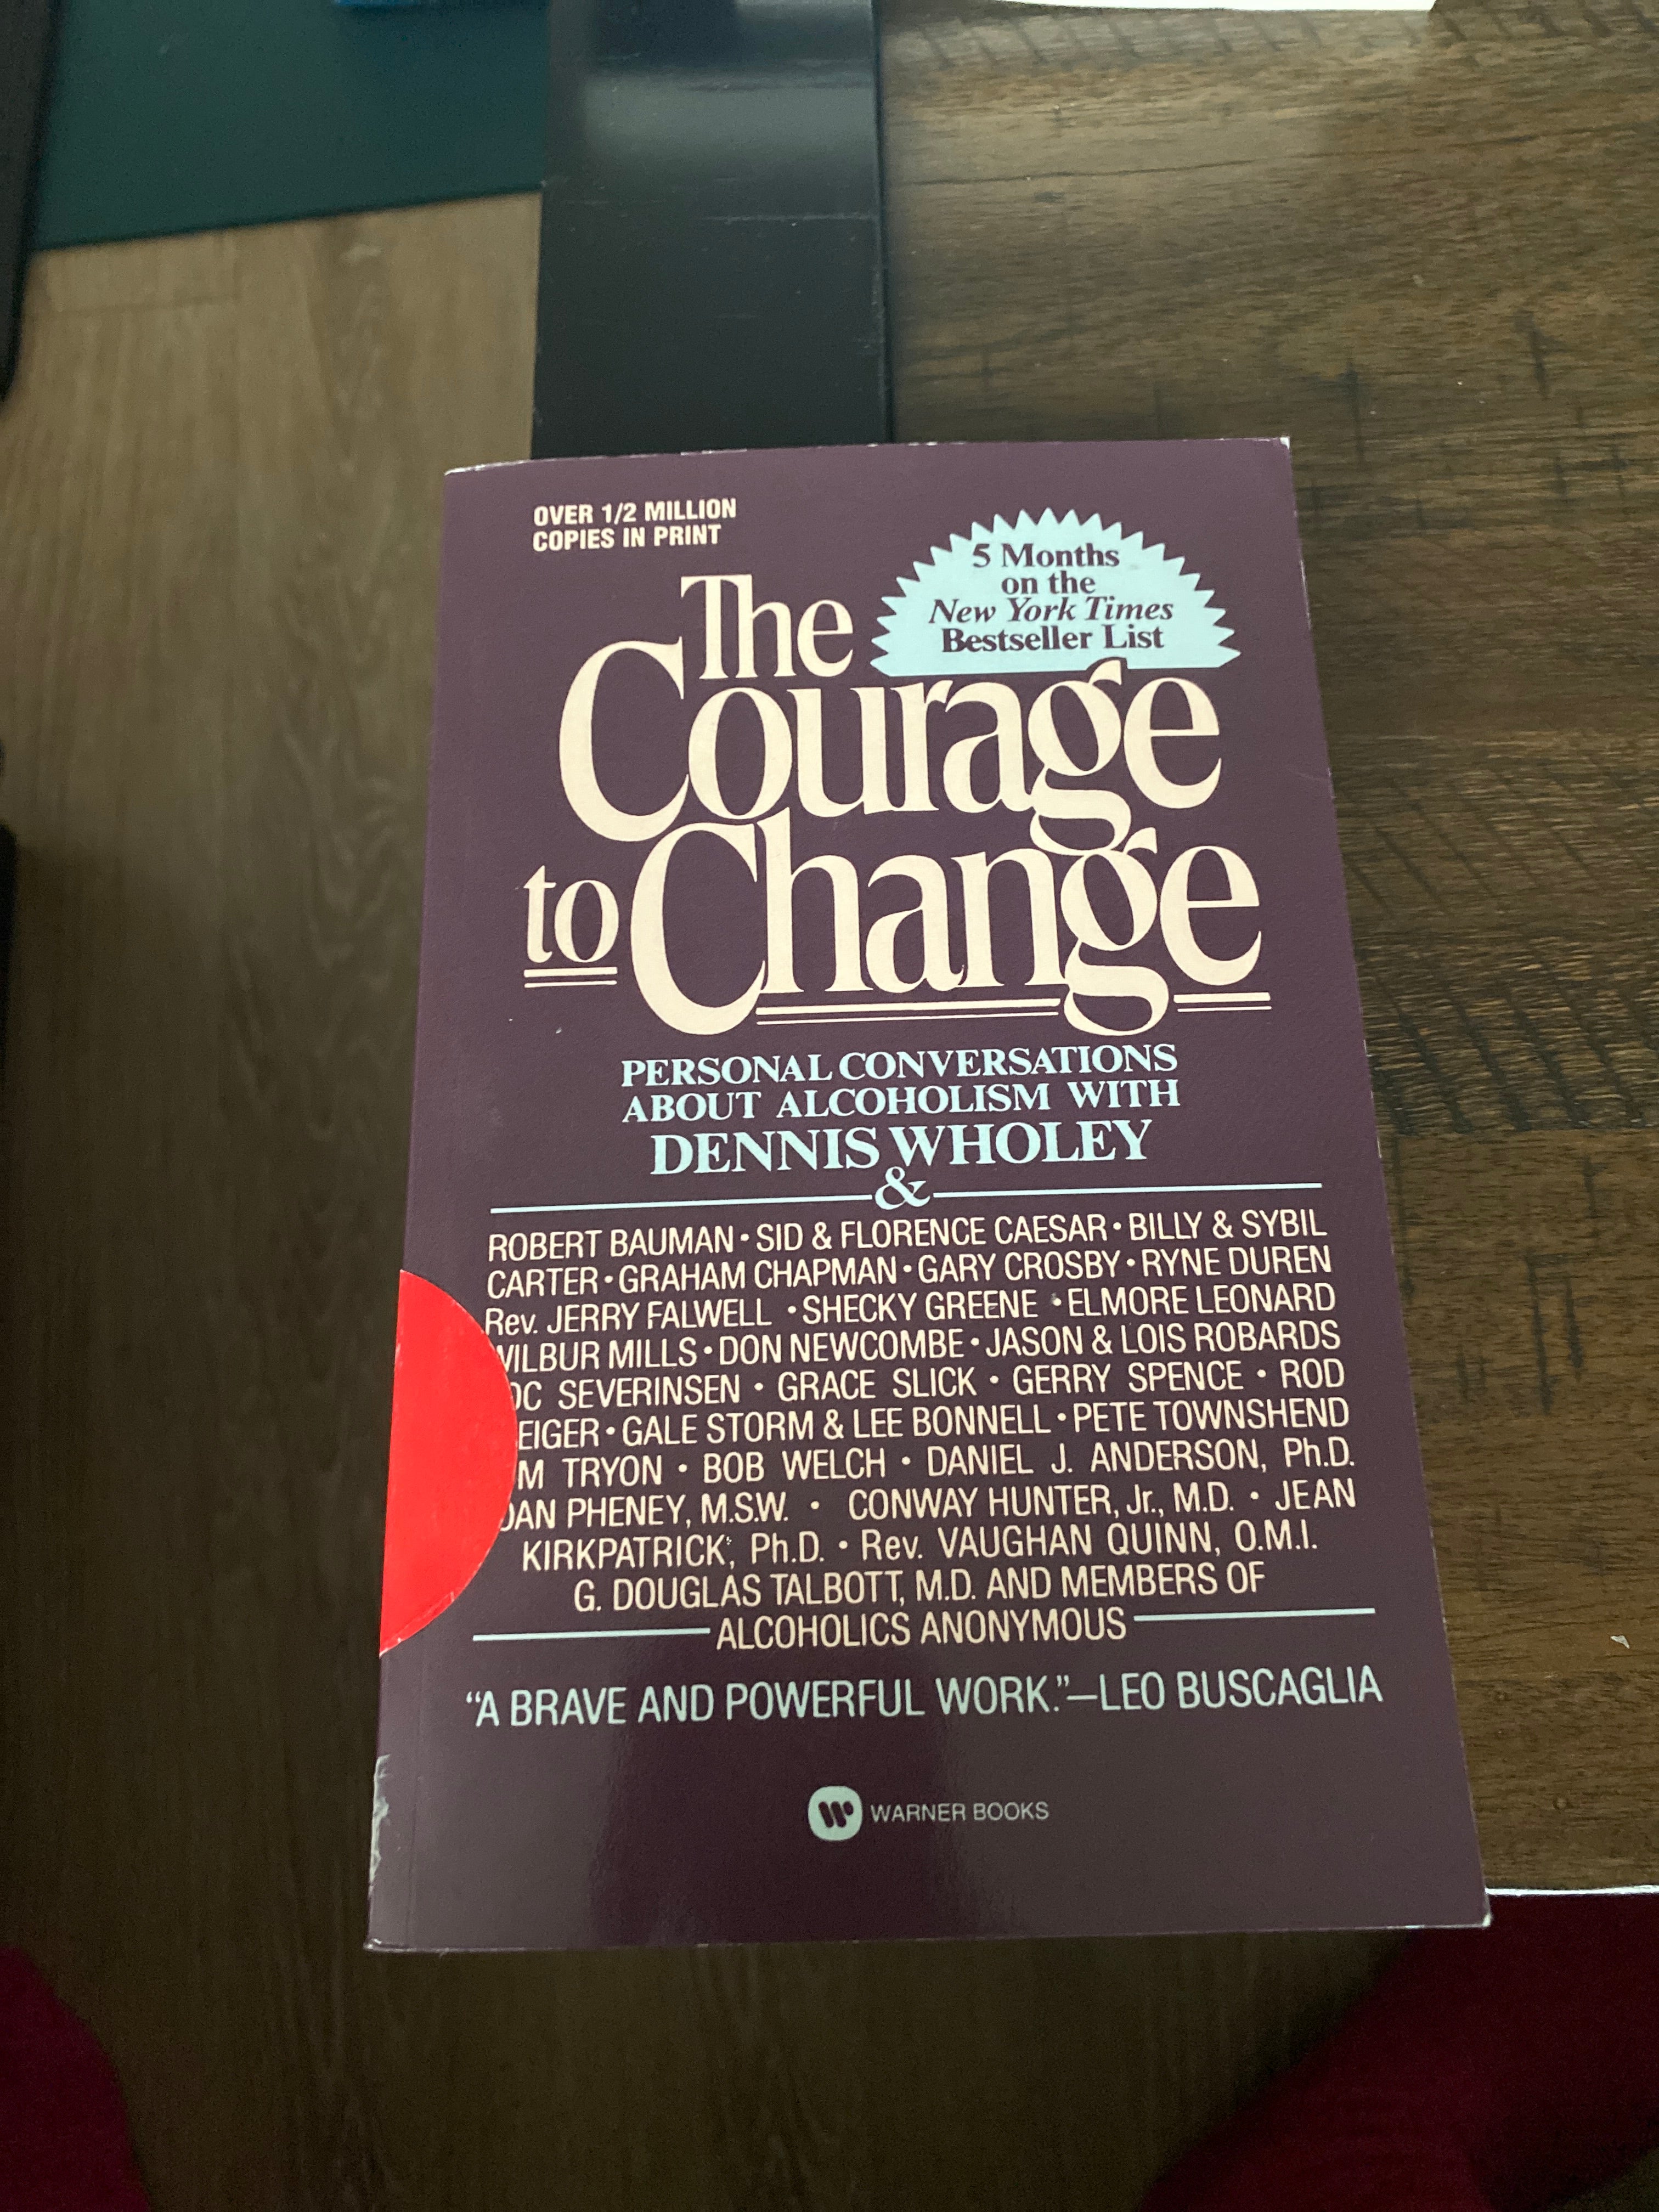 OVER 1/2 MILLION
COPIES IN PRINT
5 Months
on the
New York Times
Bestseller List
The
Courage
to Change
PERSONAL CONVERSATIONS
ABOUT ALCOHOLISM WITH
DENNIS WHOLEY
&
ROBERT BAUMAN • SID & FLORENCE CAESAR • BILLY & SYBIL
CARTER • GRAHAM CHAPMAN • GARY CROSBY • RYNE DUREN
Rev. JERRY FALWELL • SHECKY GREENE • ELMORE LEONARD
WILBUR MILLS • DON NEWCOMBE • JASON & LOIS ROBARDS
SEVERINSEN • GRACE SLICK • GERRY SPENCE • ROD
EIGER • GALE STORM & LEE BONNELL • PETE TOWNSHEND
TRYON • BOB WELCH • DANIEL J. ANDERSON, Ph.D.
PHENEY, M.S.W. • CONWAY HUNTER, Jr., M.D. • JEAN
KIRKPATRICK, Ph.D. • Rev. VAUGHAN QUINN, O.M.I.
G. DOUGLAS TALBOTT, M.D. AND MEMBERS OF
ALCOHOLICS ANONYMOUS
"A BRAVE AND POWERFUL WORK."—LEO BUSCAGLIA
WARNER BOOKS